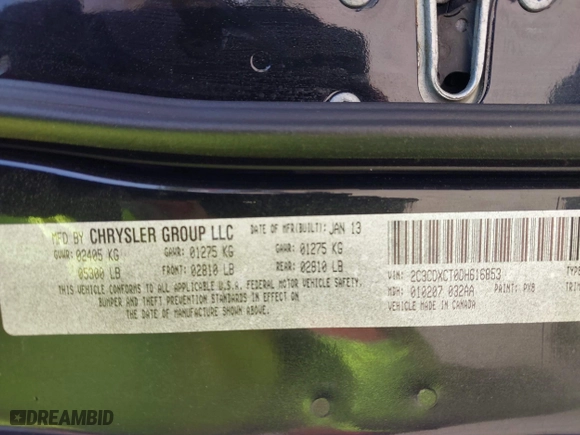 MFD BY CHRYSLER GROUP LLC DATE OF MFR(BUILT): JAN 13
GVWR: 02405 KG GAWR: 01275 KG GAWR: 01275 KG
05300 LB FRONT: 02810 LB REAR: 02810 LB
THIS VEHICLE CONFORMS TO ALL APPLICABLE U.S.A. FEDERAL MOTOR VEHICLE SAFETY,
BUMPER AND THEFT PREVENTION STANDARDS IN EFFECT ON
THE DATE OF MANUFACTURE SHOWN ABOVE.
VIN: 2C3CDXCT0DH616853 TYPE
MDH: 010207 032AA PAINT: PX8 TRIM
VEHICLE MADE IN CANADA
DREAMBID